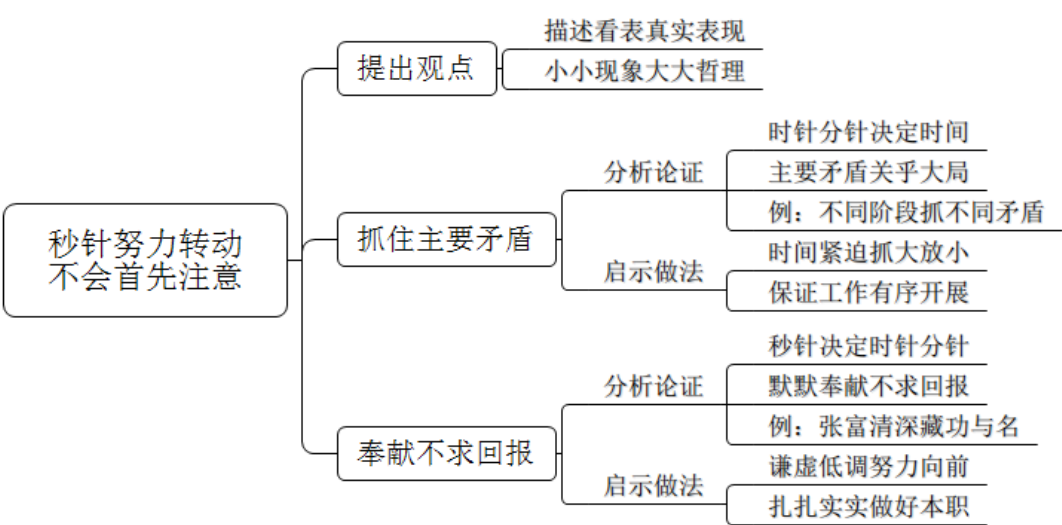 秒针努力转动
不会首先注意
提出观点
描述看表真实表现
小小现象大大哲理
抓住主要矛盾
分析论证
时针分针决定时间
主要矛盾关乎大局
例：不同阶段抓不同矛盾
启示做法
时间紧迫抓大放小
保证工作有序开展
奉献不求回报
分析论证
秒针决定时针分针
默默奉献不求回报
例：张富清深藏功与名
启示做法
谦虚低调努力向前
扎扎实实做好本职